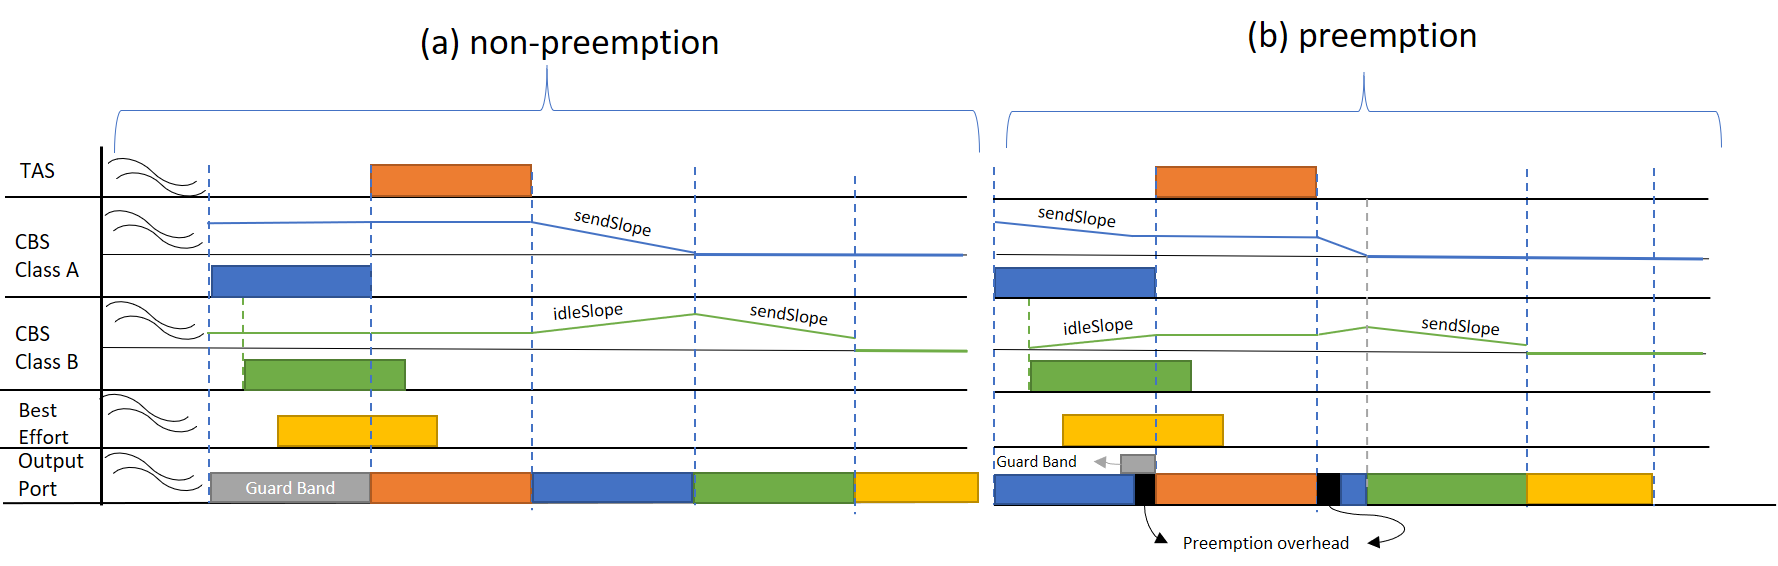 (a) non-preemption
(b) preemption
TAS
CBS
Class A
sendSlope
sendSlope
CBS
Class B
idleSlope
sendSlope
idleSlope
sendSlope
Best
Effort
Output
Port
Guard Band
Guard Band
Preemption overhead